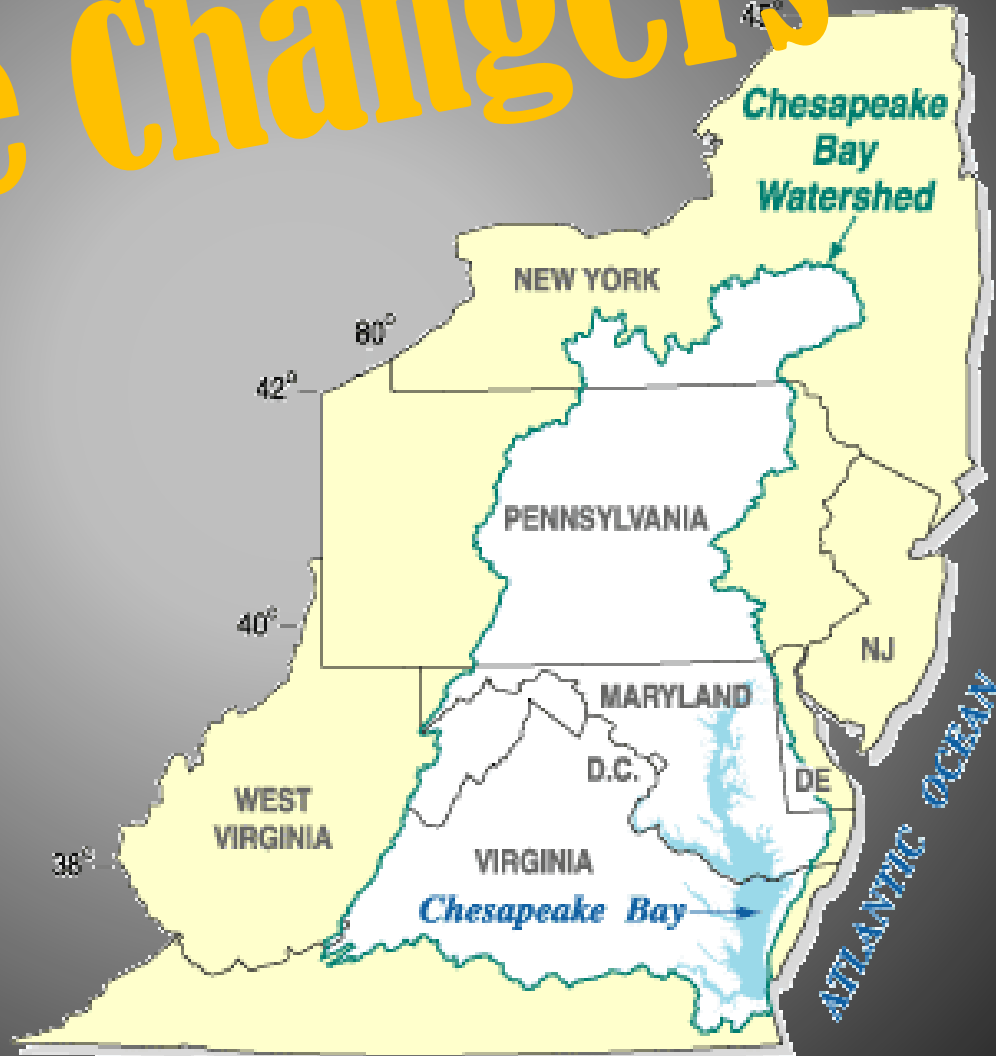 e Changers
Chesapeake
Bay
Watershed
NEW YORK
80°
42°
PENNSYLVANIA
40°
NJ
MARYLAND
D.C.
DE
WEST
VIRGINIA
38°
VIRGINIA
Chesapeake Bay
ATLANTIC OCEAN